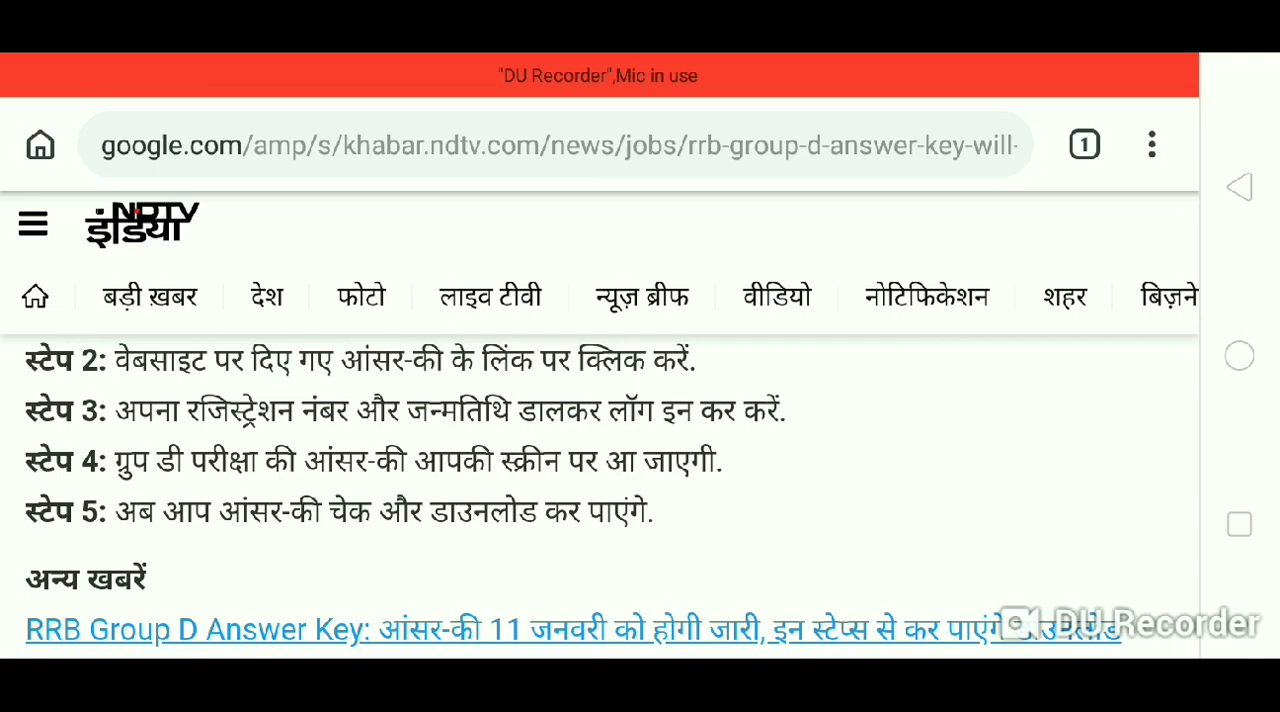 "DU Recorder",Mic in use
google.com/amp/s/khabar.ndtv.com/news/jobs/rrb-group-d-answer-key-will-
1
NDTV
इंडिया
बड़ी ख़बर देश फोटो लाइव टीवी न्यूज़ ब्रीफ वीडियो नोटिफिकेशन शहर बिज़ने
स्टेप 2: वेबसाइट पर दिए गए आंसर-की के लिंक पर क्लिक करें.
स्टेप 3: अपना रजिस्ट्रेशन नंबर और जन्मतिथि डालकर लॉग इन कर करें.
स्टेप 4: ग्रुप डी परीक्षा की आंसर-की आपकी स्क्रीन पर आ जाएगी.
स्टेप 5: अब आप आंसर-की चेक और डाउनलोड कर पाएंगे.
अन्य खबरें
RRB Group D Answer Key: आंसर-की 11 जनवरी को होगी जारी, इन स्टेप्स से कर पाएंगे डाउनलोड
DU Recorder